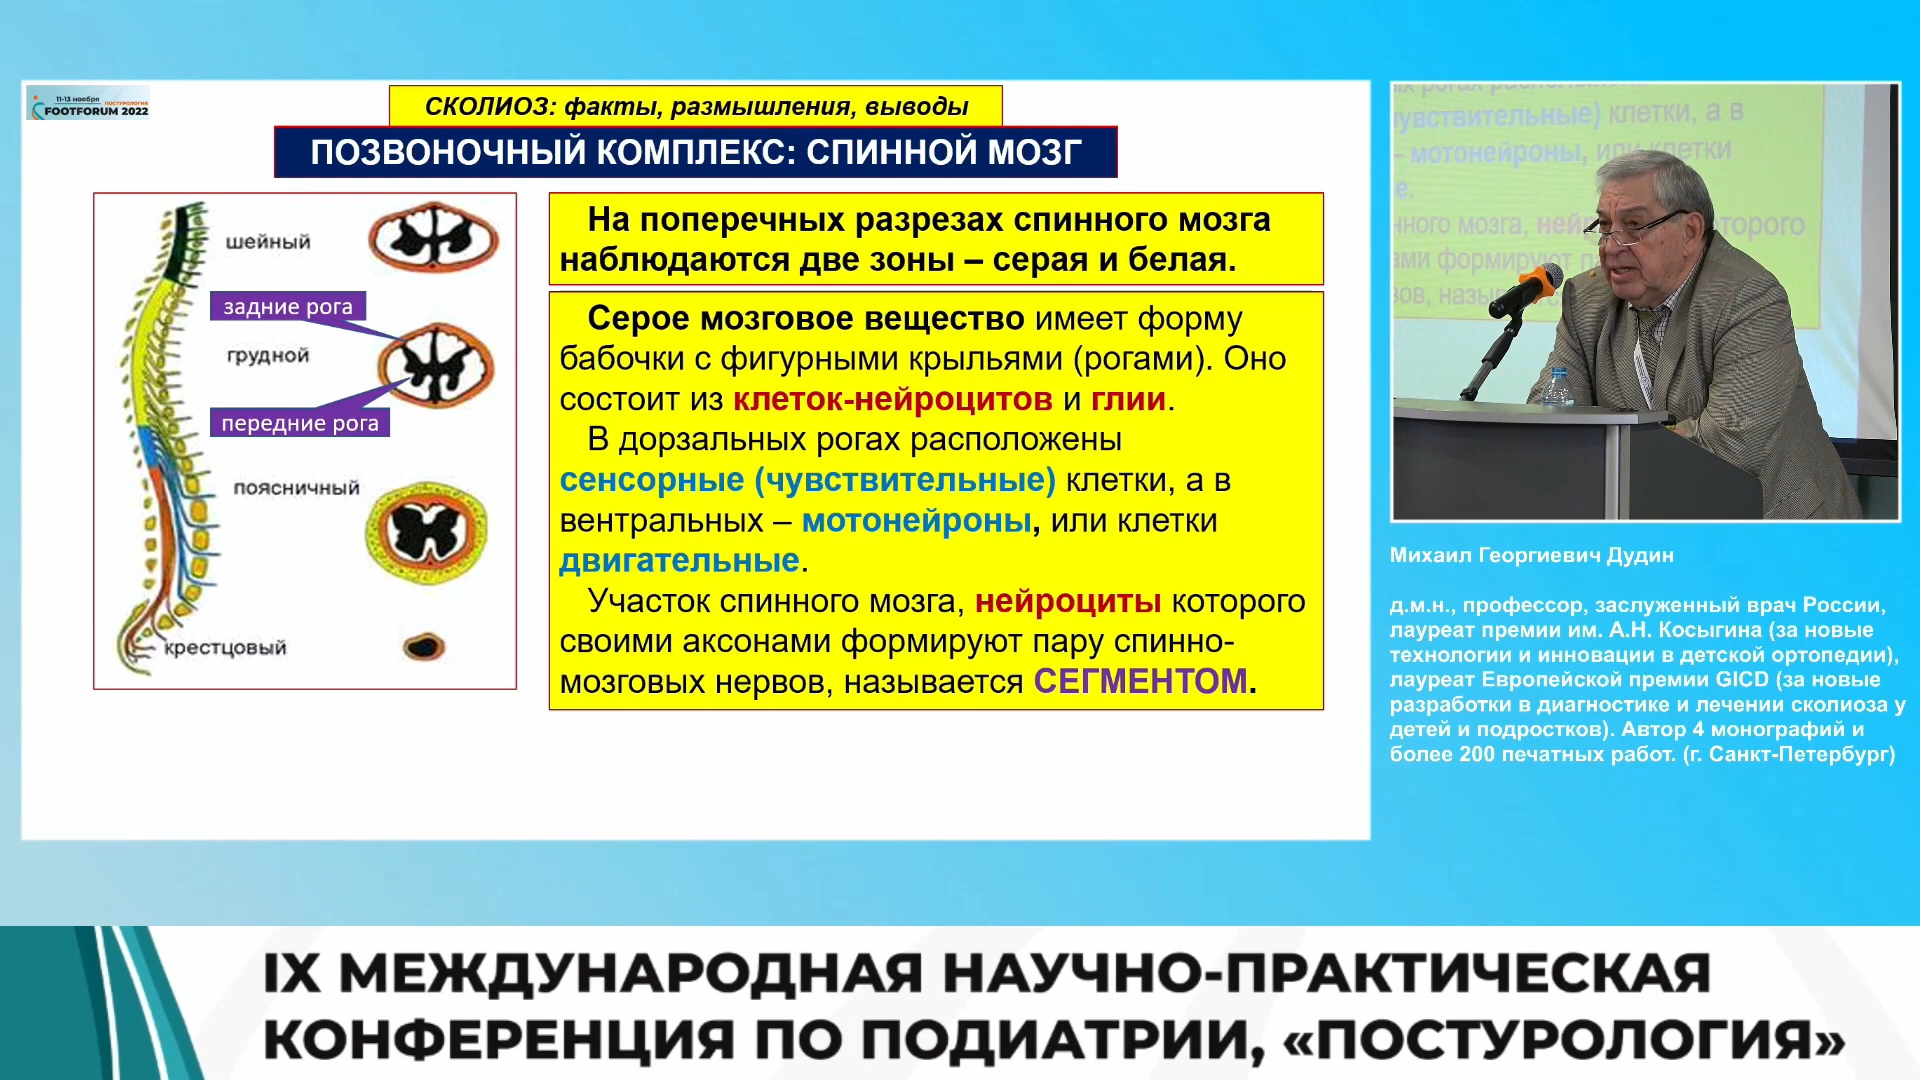 11-13 ноября
ПОСТУРОЛОГИЯ
FOOTFORUM 2022
СКОЛИОЗ: факты, размышления, выводы
ПОЗВОНОЧНЫЙ КОМПЛЕКС: СПИННОЙ МОЗГ
шейный
задние рога
грудной
передние рога
поясничный
крестцовый
На поперечных разрезах спинного мозга
наблюдаются две зоны – серая и белая.
Серое мозговое вещество имеет форму
бабочки с фигурными крыльями (рогами). Оно
состоит из клеток-нейроцитов и глии.
В дорзальных рогах расположены
сенсорные (чувствительные) клетки, а в
вентральных – мотонейроны, или клетки
двигательные.
Участок спинного мозга, нейроциты которого
своими аксонами формируют пару спинно-
мозговых нервов, называется СЕГМЕНТОМ.
клетки, а в
– мотонейроны, или клетки
мозга,
Михаил Георгиевич Дудин
д.м.н., профессор, заслуженный врач России,
лауреат премии им. А.Н. Косыгина (за новые
технологии и инновации в детской ортопедии),
лауреат Европейской премии GICD (за новые
разработки в диагностике и лечении сколиоза у
детей и подростков). Автор 4 монографий и
более 200 печатных работ. (г. Санкт-Петербург)
IX МЕЖДУНАРОДНАЯ НАУЧНО-ПРАКТИЧЕСКАЯ
КОНФЕРЕНЦИЯ ПО ПОДИАТРИИ, «ПОСТУРОЛОГИЯ»